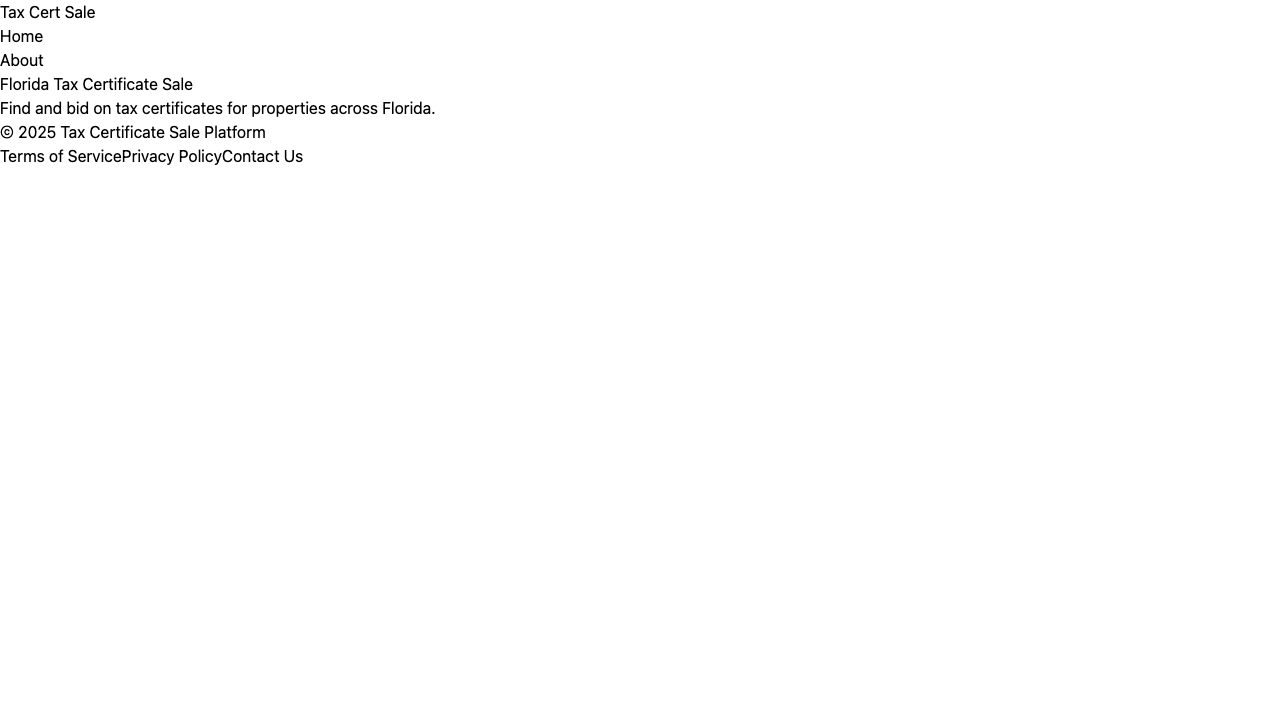 Tax Cert Sale
Home
About
Florida Tax Certificate Sale
Find and bid on tax certificates for properties across Florida.
© 2025 Tax Certificate Sale Platform
Terms of ServicePrivacy PolicyContact Us